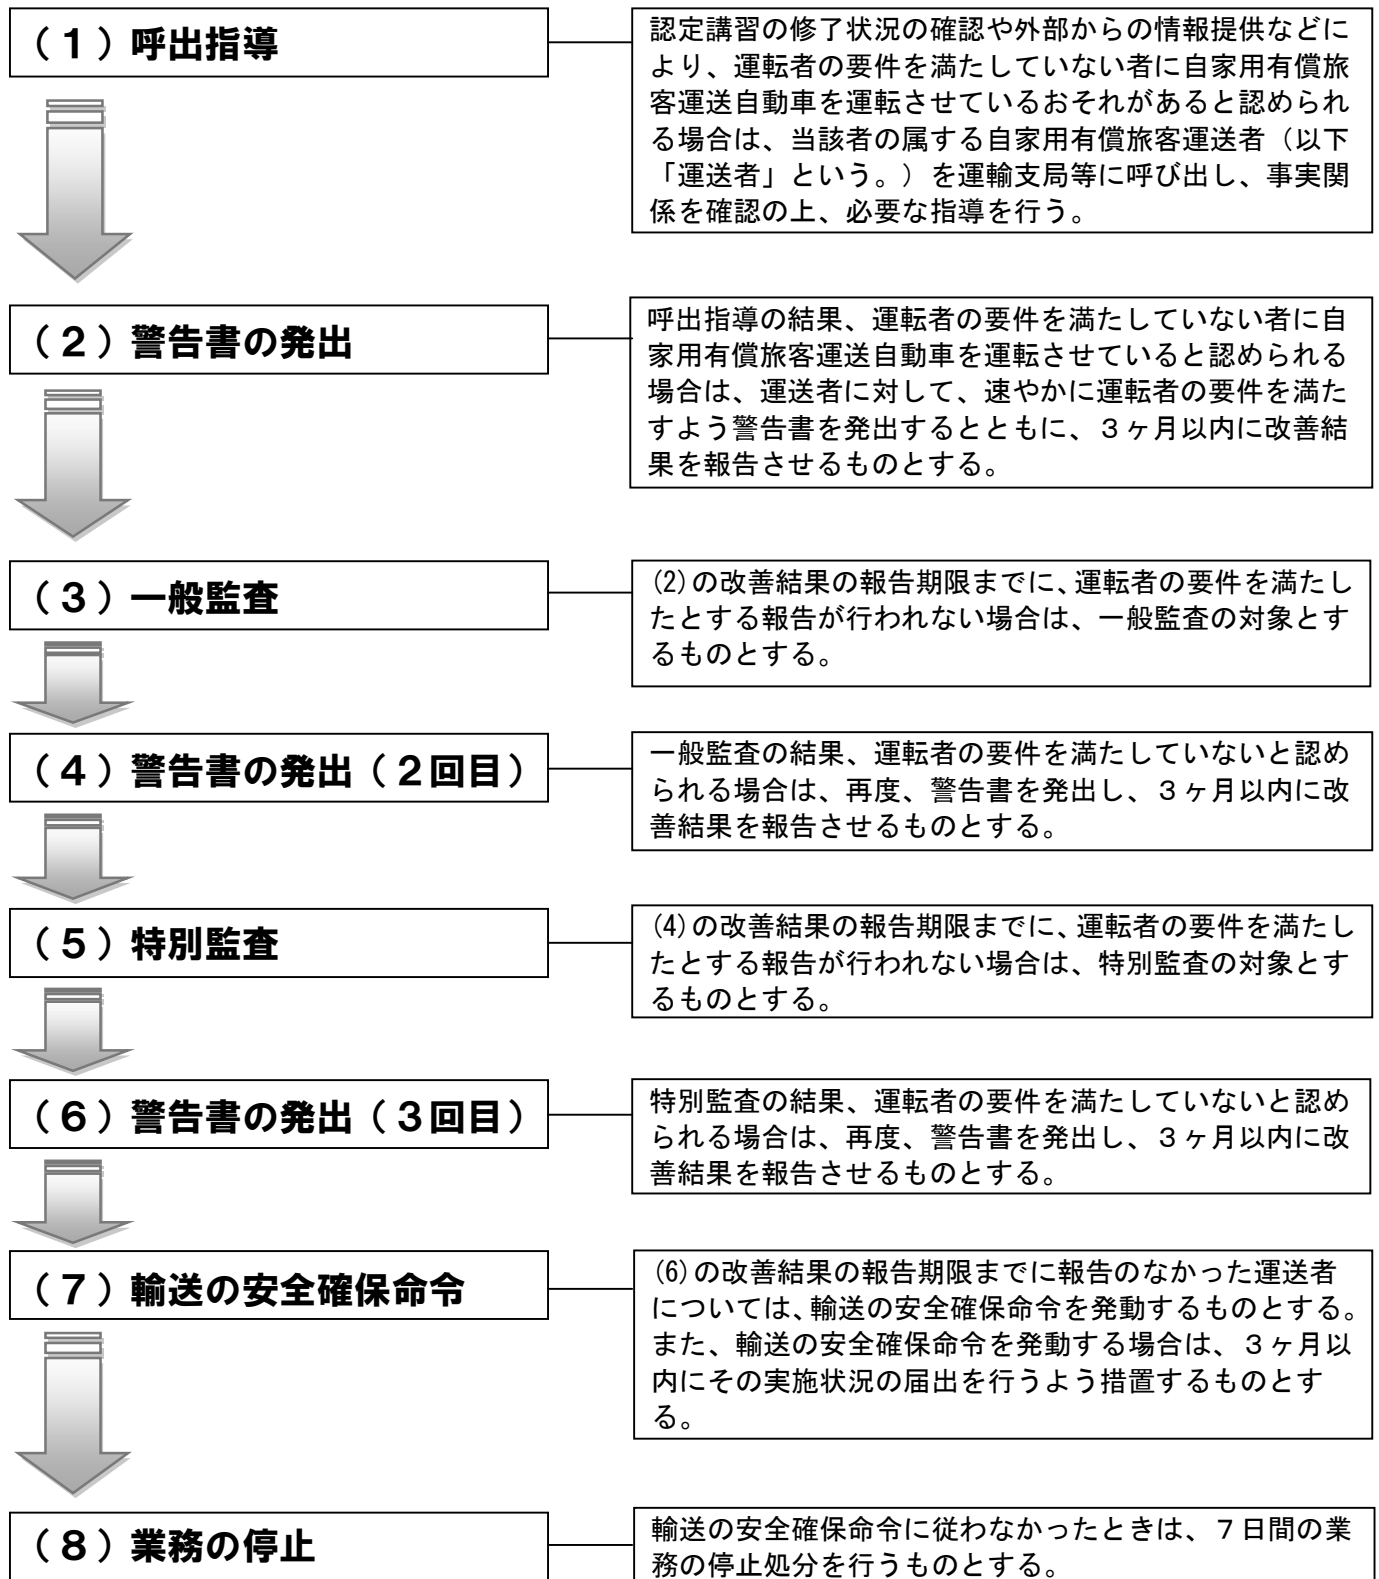 （１）呼出指導
認定講習の修了状況の確認や外部からの情報提供などに
より、運転者の要件を満たしていない者に自家用有償旅
客運送自動車を運転させているおそれがあると認められ
る場合は、当該者の属する自家用有償旅客運送者（以下
「運送者」という。）を運輸支局等に呼び出し、事実関
係を確認の上、必要な指導を行う。
（２）警告書の発出
呼出指導の結果、運転者の要件を満たしていない者に自
家用有償旅客運送自動車を運転させていると認められる
場合は、運送者に対して、速やかに運転者の要件を満た
すよう警告書を発出するとともに、３ヶ月以内に改善結
果を報告させるものとする。
（３）一般監査
(2)の改善結果の報告期限までに、運転者の要件を満たし
たとする報告が行われない場合は、一般監査の対象とす
るものとする。
（４）警告書の発出（２回目）
一般監査の結果、運転者の要件を満たしていないと認め
られる場合は、再度、警告書を発出し、３ヶ月以内に改
善結果を報告させるものとする。
（５）特別監査
(4)の改善結果の報告期限までに、運転者の要件を満たし
たとする報告が行われない場合は、特別監査の対象とす
るものとする。
（６）警告書の発出（３回目）
特別監査の結果、運転者の要件を満たしていないと認め
られる場合は、再度、警告書を発出し、３ヶ月以内に改
善結果を報告させるものとする。
（７）輸送の安全確保命令
(6)の改善結果の報告期限までに報告のなかった運送者
については、輸送の安全確保命令を発動するものとする。
また、輸送の安全確保命令を発動する場合は、３ヶ月以
内にその実施状況の届出を行うよう措置するものとす
る。
（８）業務の停止
輸送の安全確保命令に従わなかったときは、７日間の業
務の停止処分を行うものとする。